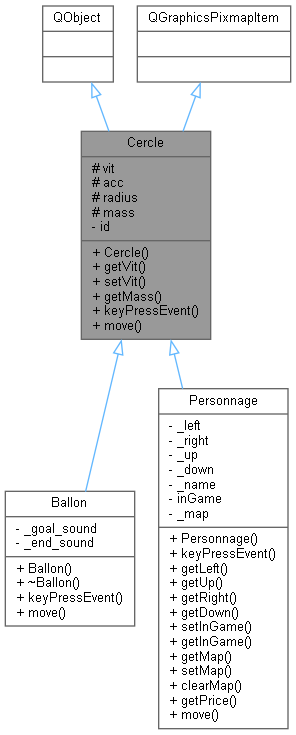 QObject
QGraphicsPixmapItem
Cercle
# vit
# acc
# radius
# mass
- id
+ Cercle()
+ getVit()
+ setVit()
+ getMass()
+ keyPressEvent()
+ move()
Ballon
- _goal_sound
- _end_sound
+ Ballon()
+ ~Ballon()
+ keyPressEvent()
+ move()
Personnage
- _left
- _right
- _up
- _down
- _name
- inGame
- _map
+ Personnage()
+ keyPressEvent()
+ getLeft()
+ getUp()
+ getRight()
+ getDown()
+ setInGame()
+ getInGame()
+ getMap()
+ setMap()
+ clearMap()
+ getPrice()
+ move()